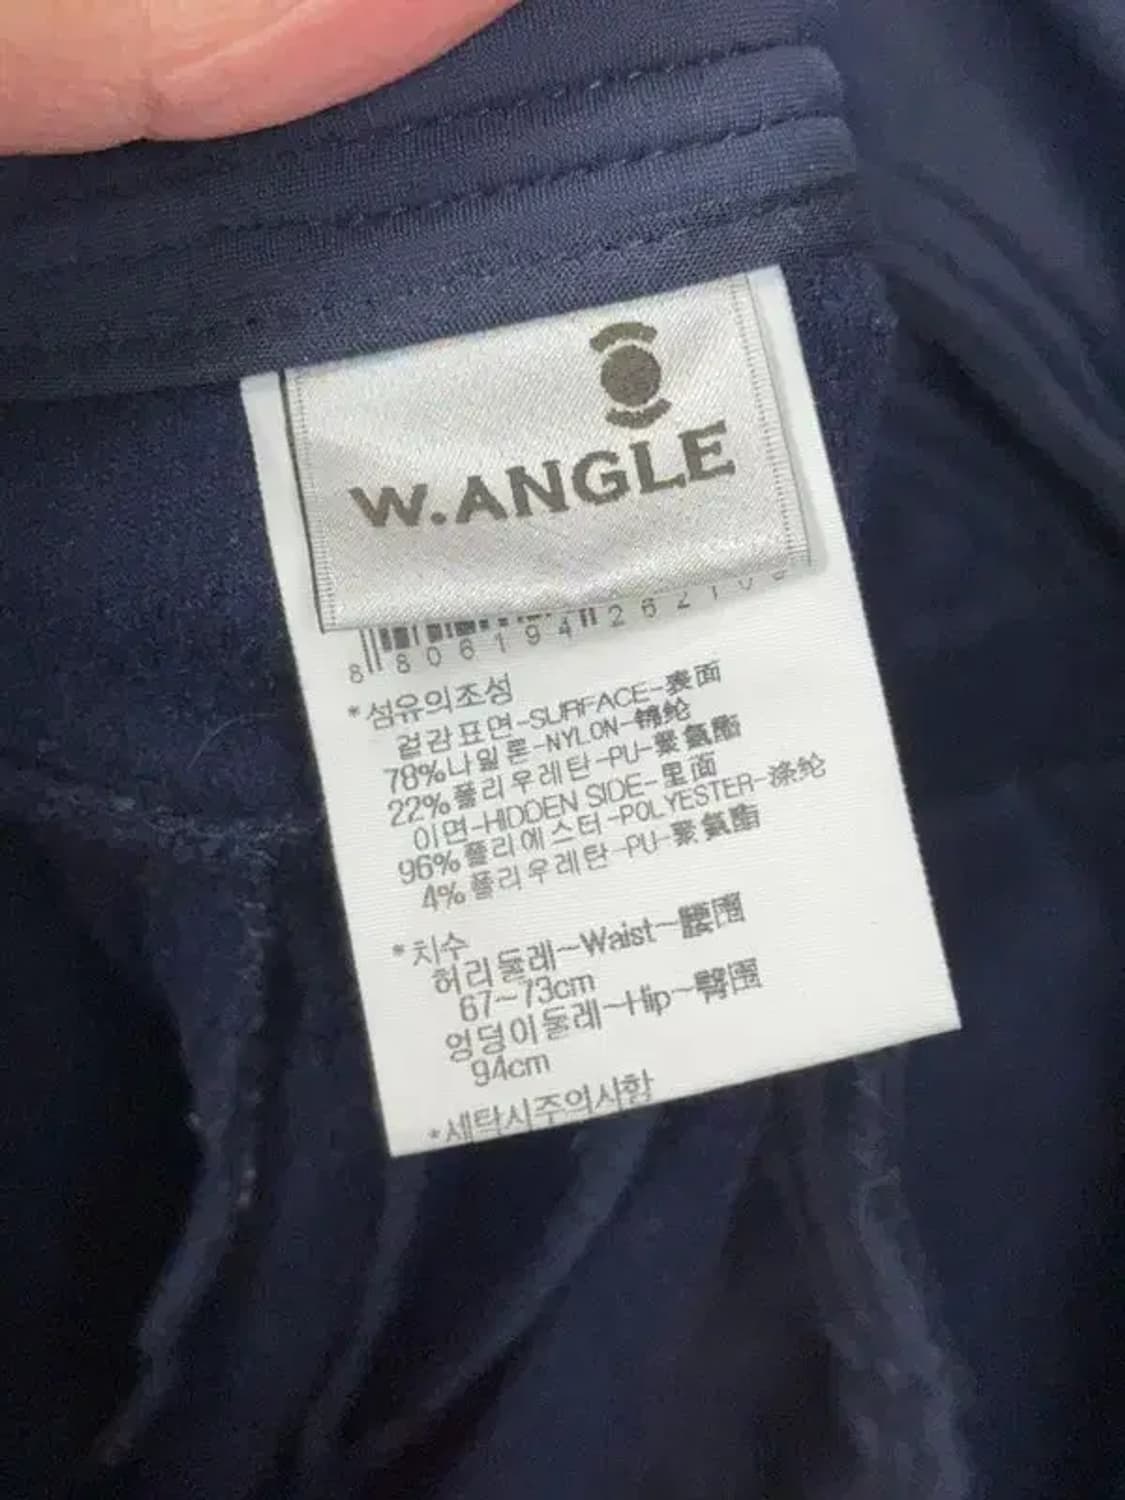 W.ANGLE
8 806194 26210
*섬유의조성
겉감표면-SURFACE-表面
78%나일론-NYLON-锦纶
22%폴리우레탄-PU-聚氨酯
이면-HIDDEN SIDE-里面
96%폴리에스터-POLYESTER-涤纶
4%폴리우레탄-PU-聚氨酯
*치수
허리둘레~Waist~腰围
67~73cm
엉덩이둘레~Hip~臀围
94cm
*세탁시주의사항